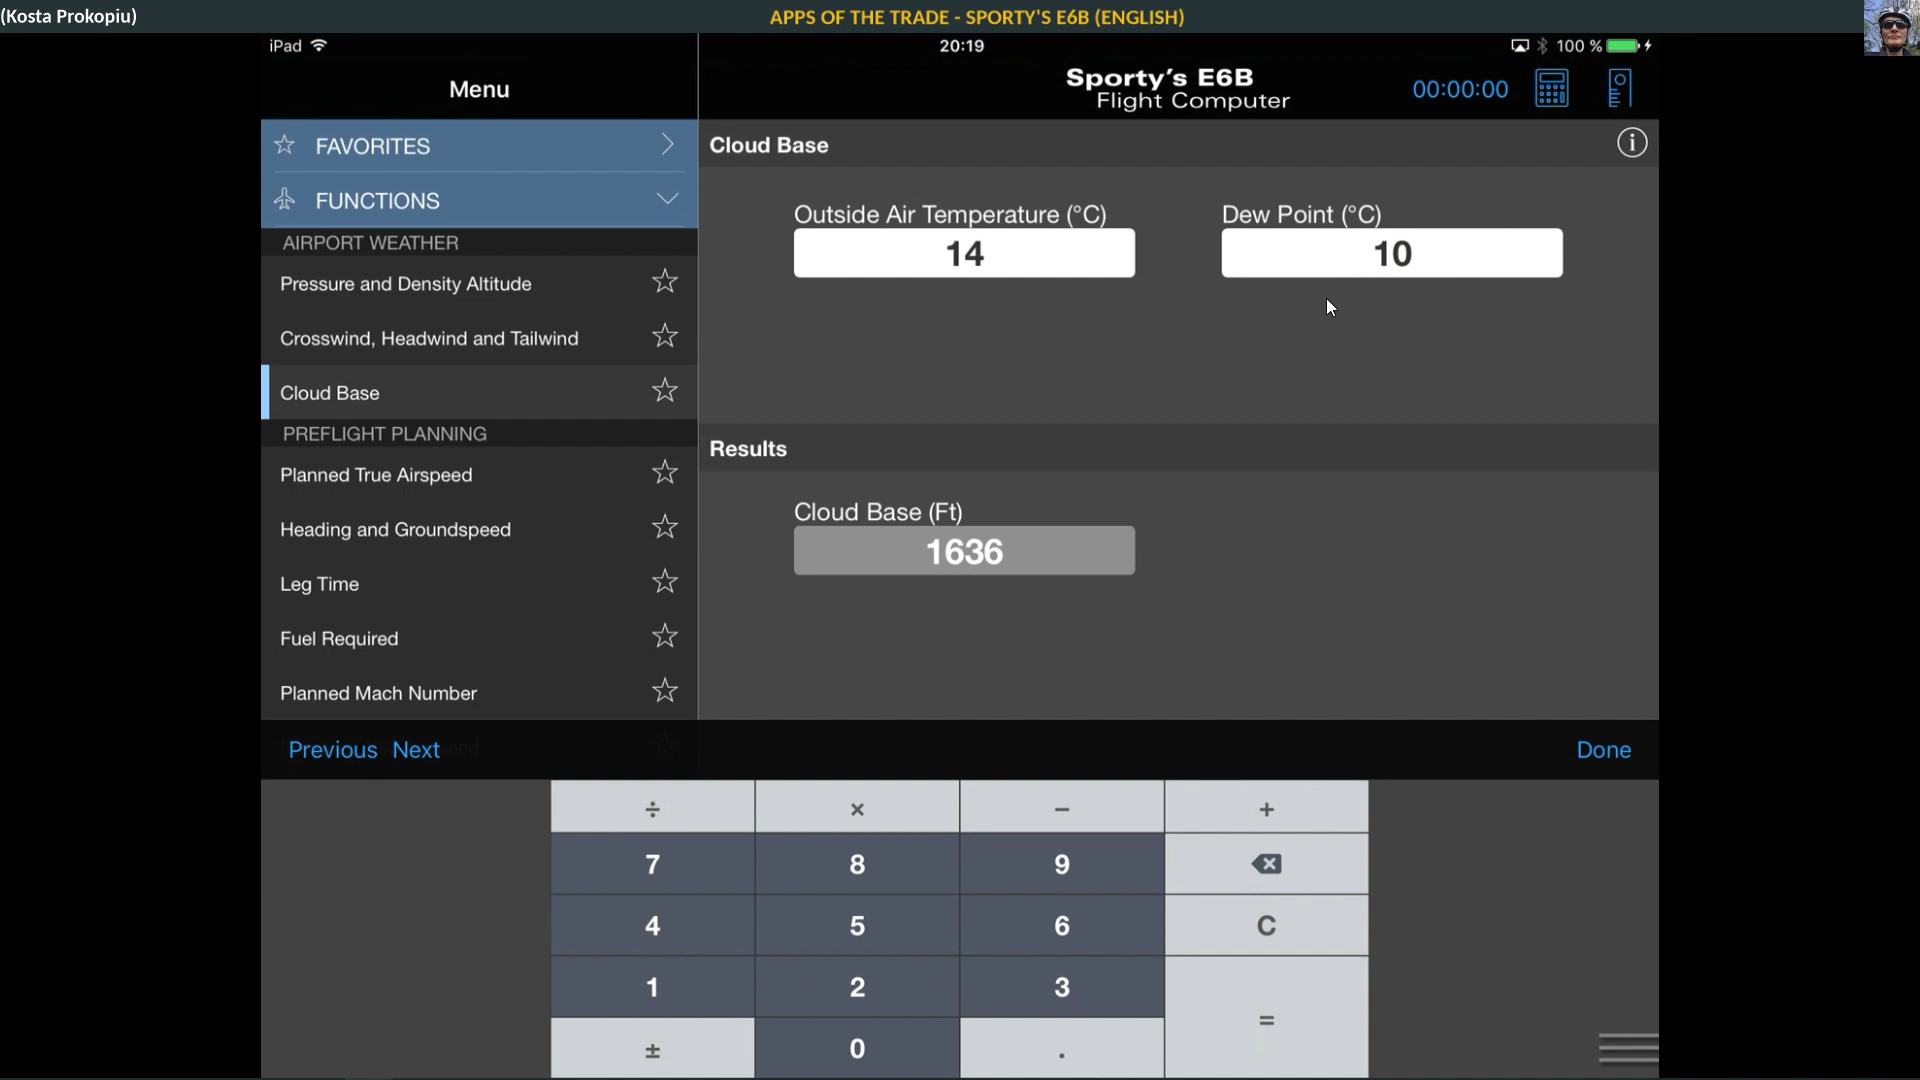 (Kosta Prokopiu)
APPS OF THE TRADE - SPORTY'S E6B (ENGLISH)
iPad
20:19
100 %
Menu
Sporty's E6B
Flight Computer
00:00:00
FAVORITES
FUNCTIONS
AIRPORT WEATHER
Pressure and Density Altitude
Crosswind, Headwind and Tailwind
Cloud Base
PREFLIGHT PLANNING
Planned True Airspeed
Heading and Groundspeed
Leg Time
Fuel Required
Planned Mach Number
Cloud Base
i
Outside Air Temperature (°C)
Dew Point (°C)
14
10
Results
Cloud Base (Ft)
1636
Previous Next
Done
÷ × − +
7 8 9
4 5 6 C
1 2 3
=
± 0 .